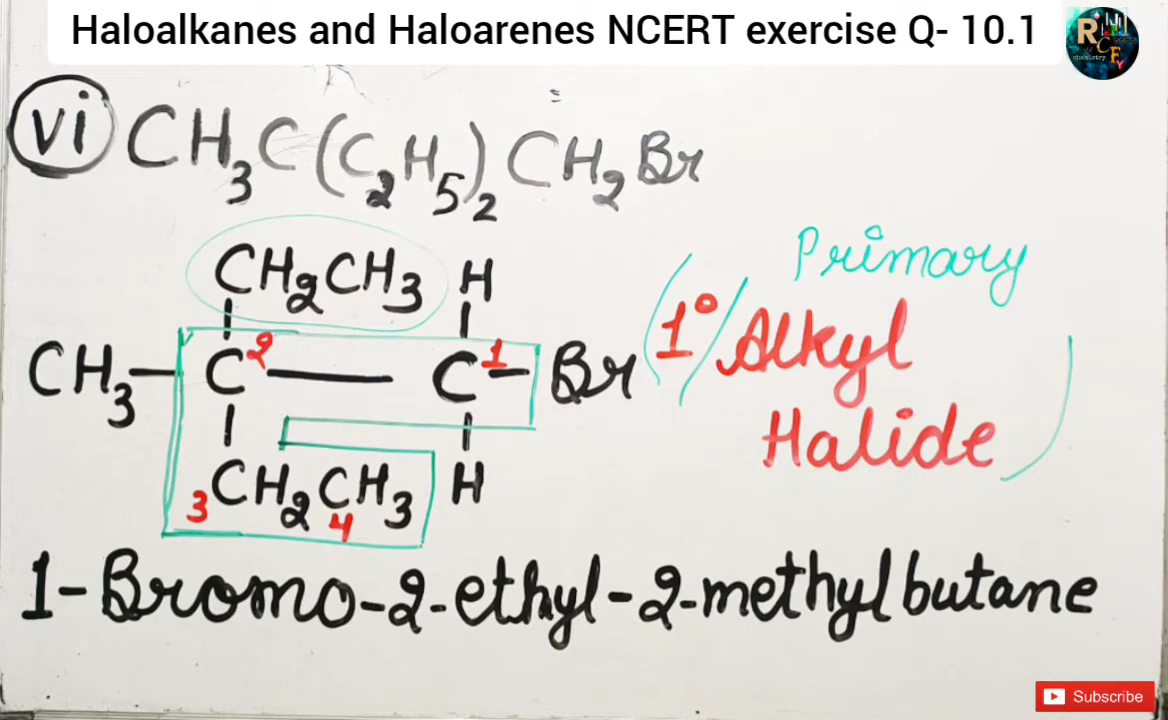 Haloalkanes and Haloarenes NCERT exercise Q- 10.1
R
C
chemistry
vi CH3C(C2H5)2CH2Br
CH2CH3 H
CH3-C2-C1-Br
3CH2CH3 H
4
Primary
(1°/Alkyl
Halide)
1-Bromo-2-ethyl-2-methylbutane
Subscribe